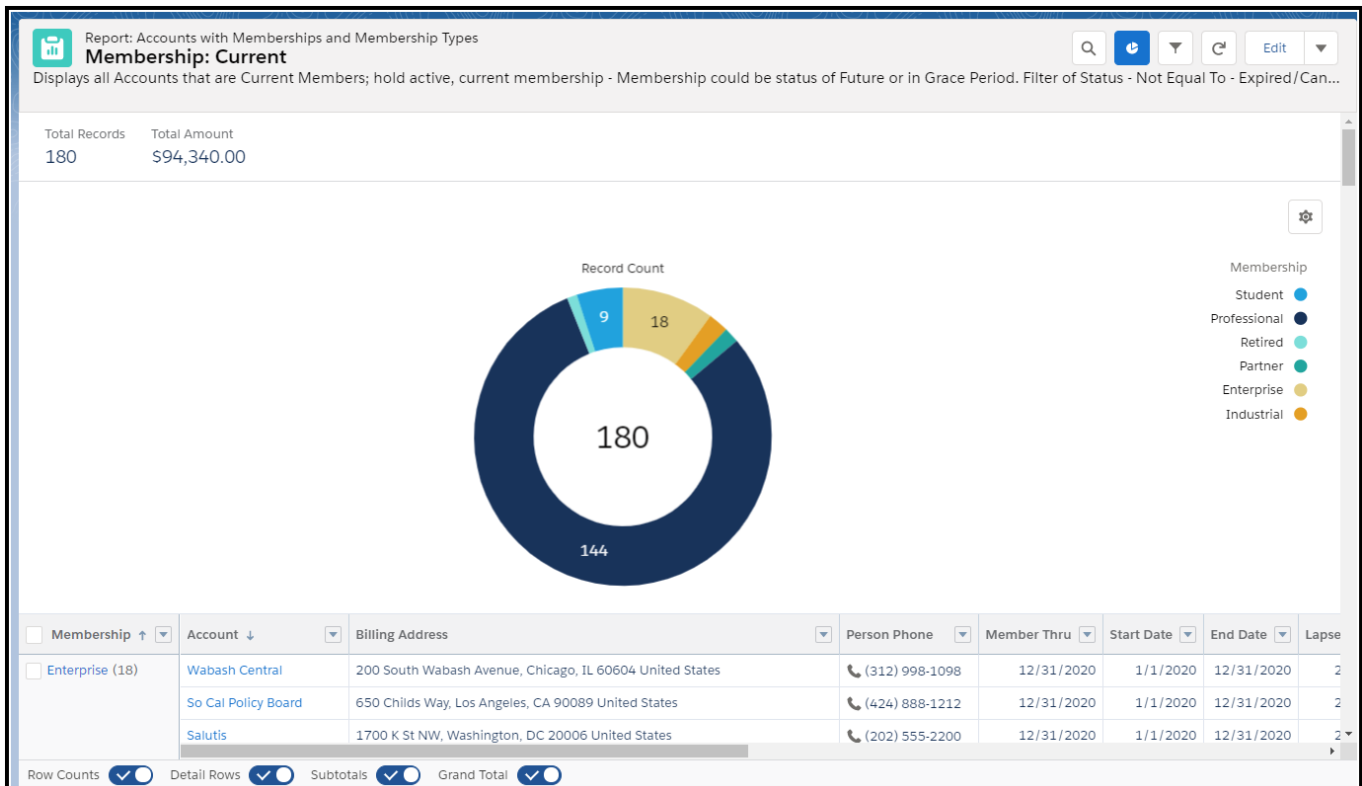 Report: Accounts with Memberships and Membership Types
Membership: Current
Edit
Displays all Accounts that are Current Members; hold active, current membership - Membership could be status of Future or in Grace Period. Filter of Status - Not Equal To - Expired/Can...
Total Records Total Amount
180 $94,340.00
Record Count
9
18
180
144
Membership
Student
Professional
Retired
Partner
Enterprise
Industrial
Membership Account Billing Address Person Phone Member Thru Start Date End Date Lapse
Enterprise (18) Wabash Central 200 South Wabash Avenue, Chicago, IL 60604 United States (312) 998-1098 12/31/2020 1/1/2020 12/31/2020 2
So Cal Policy Board 650 Childs Way, Los Angeles, CA 90089 United States (424) 888-1212 12/31/2020 1/1/2020 12/31/2020 2
Salutis 1700 K St NW, Washington, DC 20006 United States (202) 555-2200 12/31/2020 1/1/2020 12/31/2020 2
Row Counts Detail Rows Subtotals Grand Total